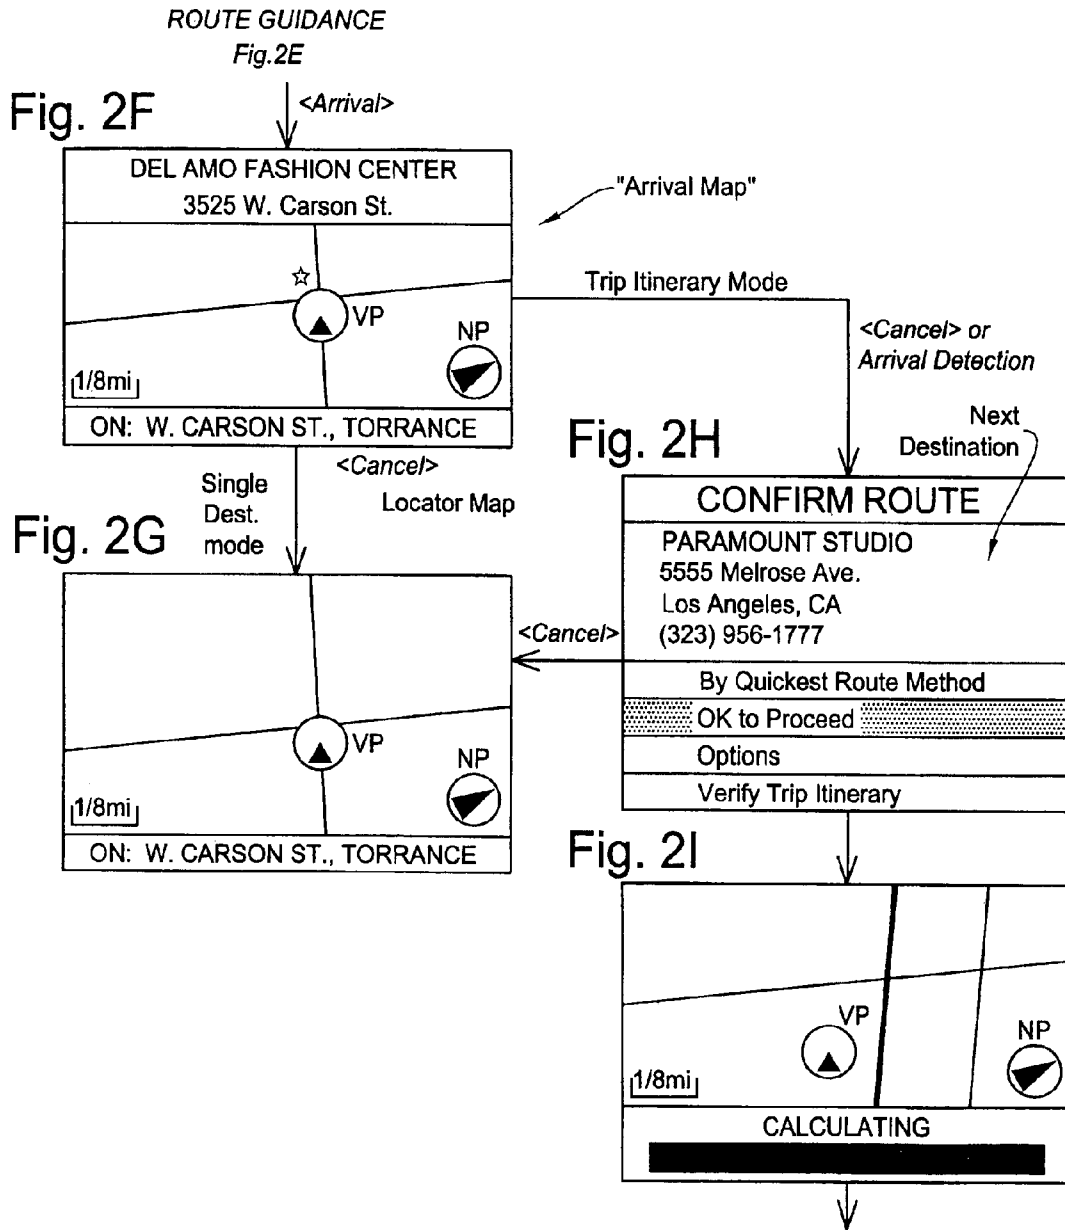 ROUTE GUIDANCE
Fig.2E
<Arrival>
Fig. 2F
DEL AMO FASHION CENTER
3525 W. Carson St.
"Arrival Map"
VP
NP
1/8mi
ON: W. CARSON ST., TORRANCE
Trip Itinerary Mode
<Cancel> or
Arrival Detection
Single
Dest.
mode
<Cancel>
Locator Map
Fig. 2G
VP
NP
1/8mi
ON: W. CARSON ST., TORRANCE
Fig. 2H
Next
Destination
CONFIRM ROUTE
PARAMOUNT STUDIO
5555 Melrose Ave.
Los Angeles, CA
(323) 956-1777
<Cancel>
By Quickest Route Method
OK to Proceed
Options
Verify Trip Itinerary
Fig. 2I
VP
NP
1/8mi
CALCULATING